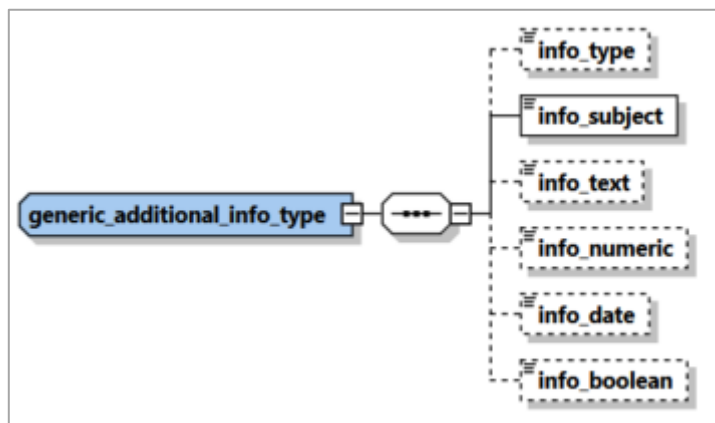 info_type
info_subject
info_text
generic_additional_info_type
info_numeric
info_date
info_boolean